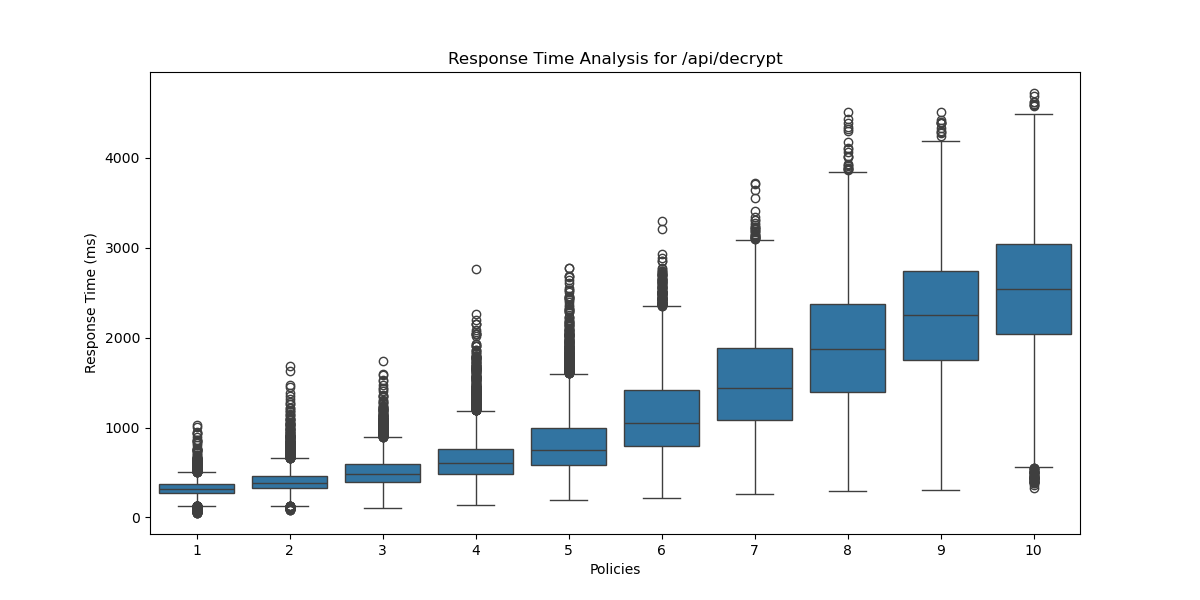 Response Time Analysis for /api/decrypt
Response Time (ms)
4000
3000
2000
1000
0
1 2 3 4 5 6 7 8 9 10
Policies